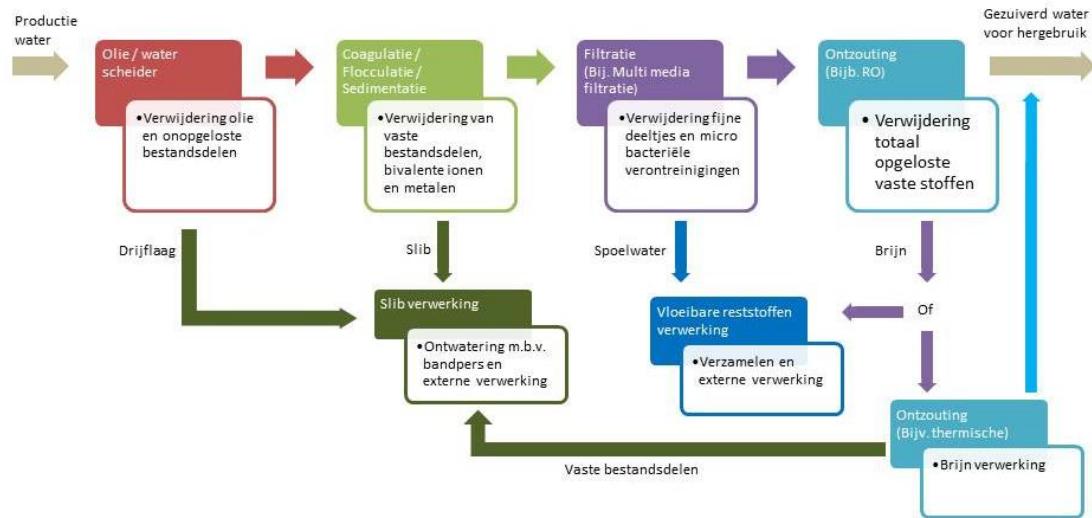 Productie
water
Olie / water
scheider
•Verwijdering olie
en onopgeloste
bestandsdelen
Coagulatie /
Flocculatie /
Sedimentatie
•Verwijdering van
vaste
bestandsdelen,
bivalente ionen
en metalen
Filtratie
(Bij. Multi media
filtratie)
•Verwijdering fijne
deeltjes en micro
bacteriële
verontreinigingen
Ontzouting
(Bijb. RO)
• Verwijdering
totaal
opgeloste
vaste stoffen
Gezuiverd water
voor hergebruik
Drijflaag
Slib
Spoelwater
Brijn
Of
Slib verwerking
•Ontwatering m.b.v.
bandpers en
externe verwerking
Vloeibare reststoffen
verwerking
•Verzamelen en
externe verwerking
Ontzouting
(Bijv. thermische)
•Brijn verwerking
Vaste bestandsdelen